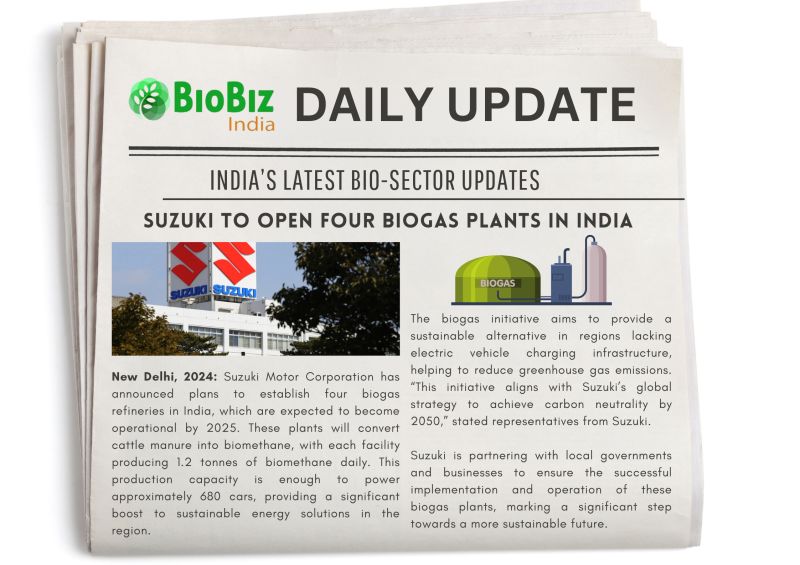 BIOBIZ
India
DAILY UPDATE
INDIA'S LATEST BIO-SECTOR UPDATES
SUZUKI TO OPEN FOUR BIOGAS PLANTS IN INDIA
SUZUKI
SUZUKI
New Delhi, 2024: Suzuki Motor Corporation has
announced plans to establish four biogas
refineries in India, which are expected to become
operational by 2025. These plants will convert
cattle manure into biomethane, with each facility
producing 1.2 tonnes of biomethane daily. This
production capacity is enough to power
approximately 680 cars, providing a significant
boost to sustainable energy solutions in the
region.
BIOGAS
The biogas initiative aims to provide a
sustainable alternative in regions lacking
electric vehicle charging infrastructure,
helping to reduce greenhouse gas emissions.
“This initiative aligns with Suzuki’s global
strategy to achieve carbon neutrality by
2050,” stated representatives from Suzuki.
Suzuki is partnering with local governments
and businesses to ensure the successful
implementation and operation of these
biogas plants, marking a significant step
towards a more sustainable future.